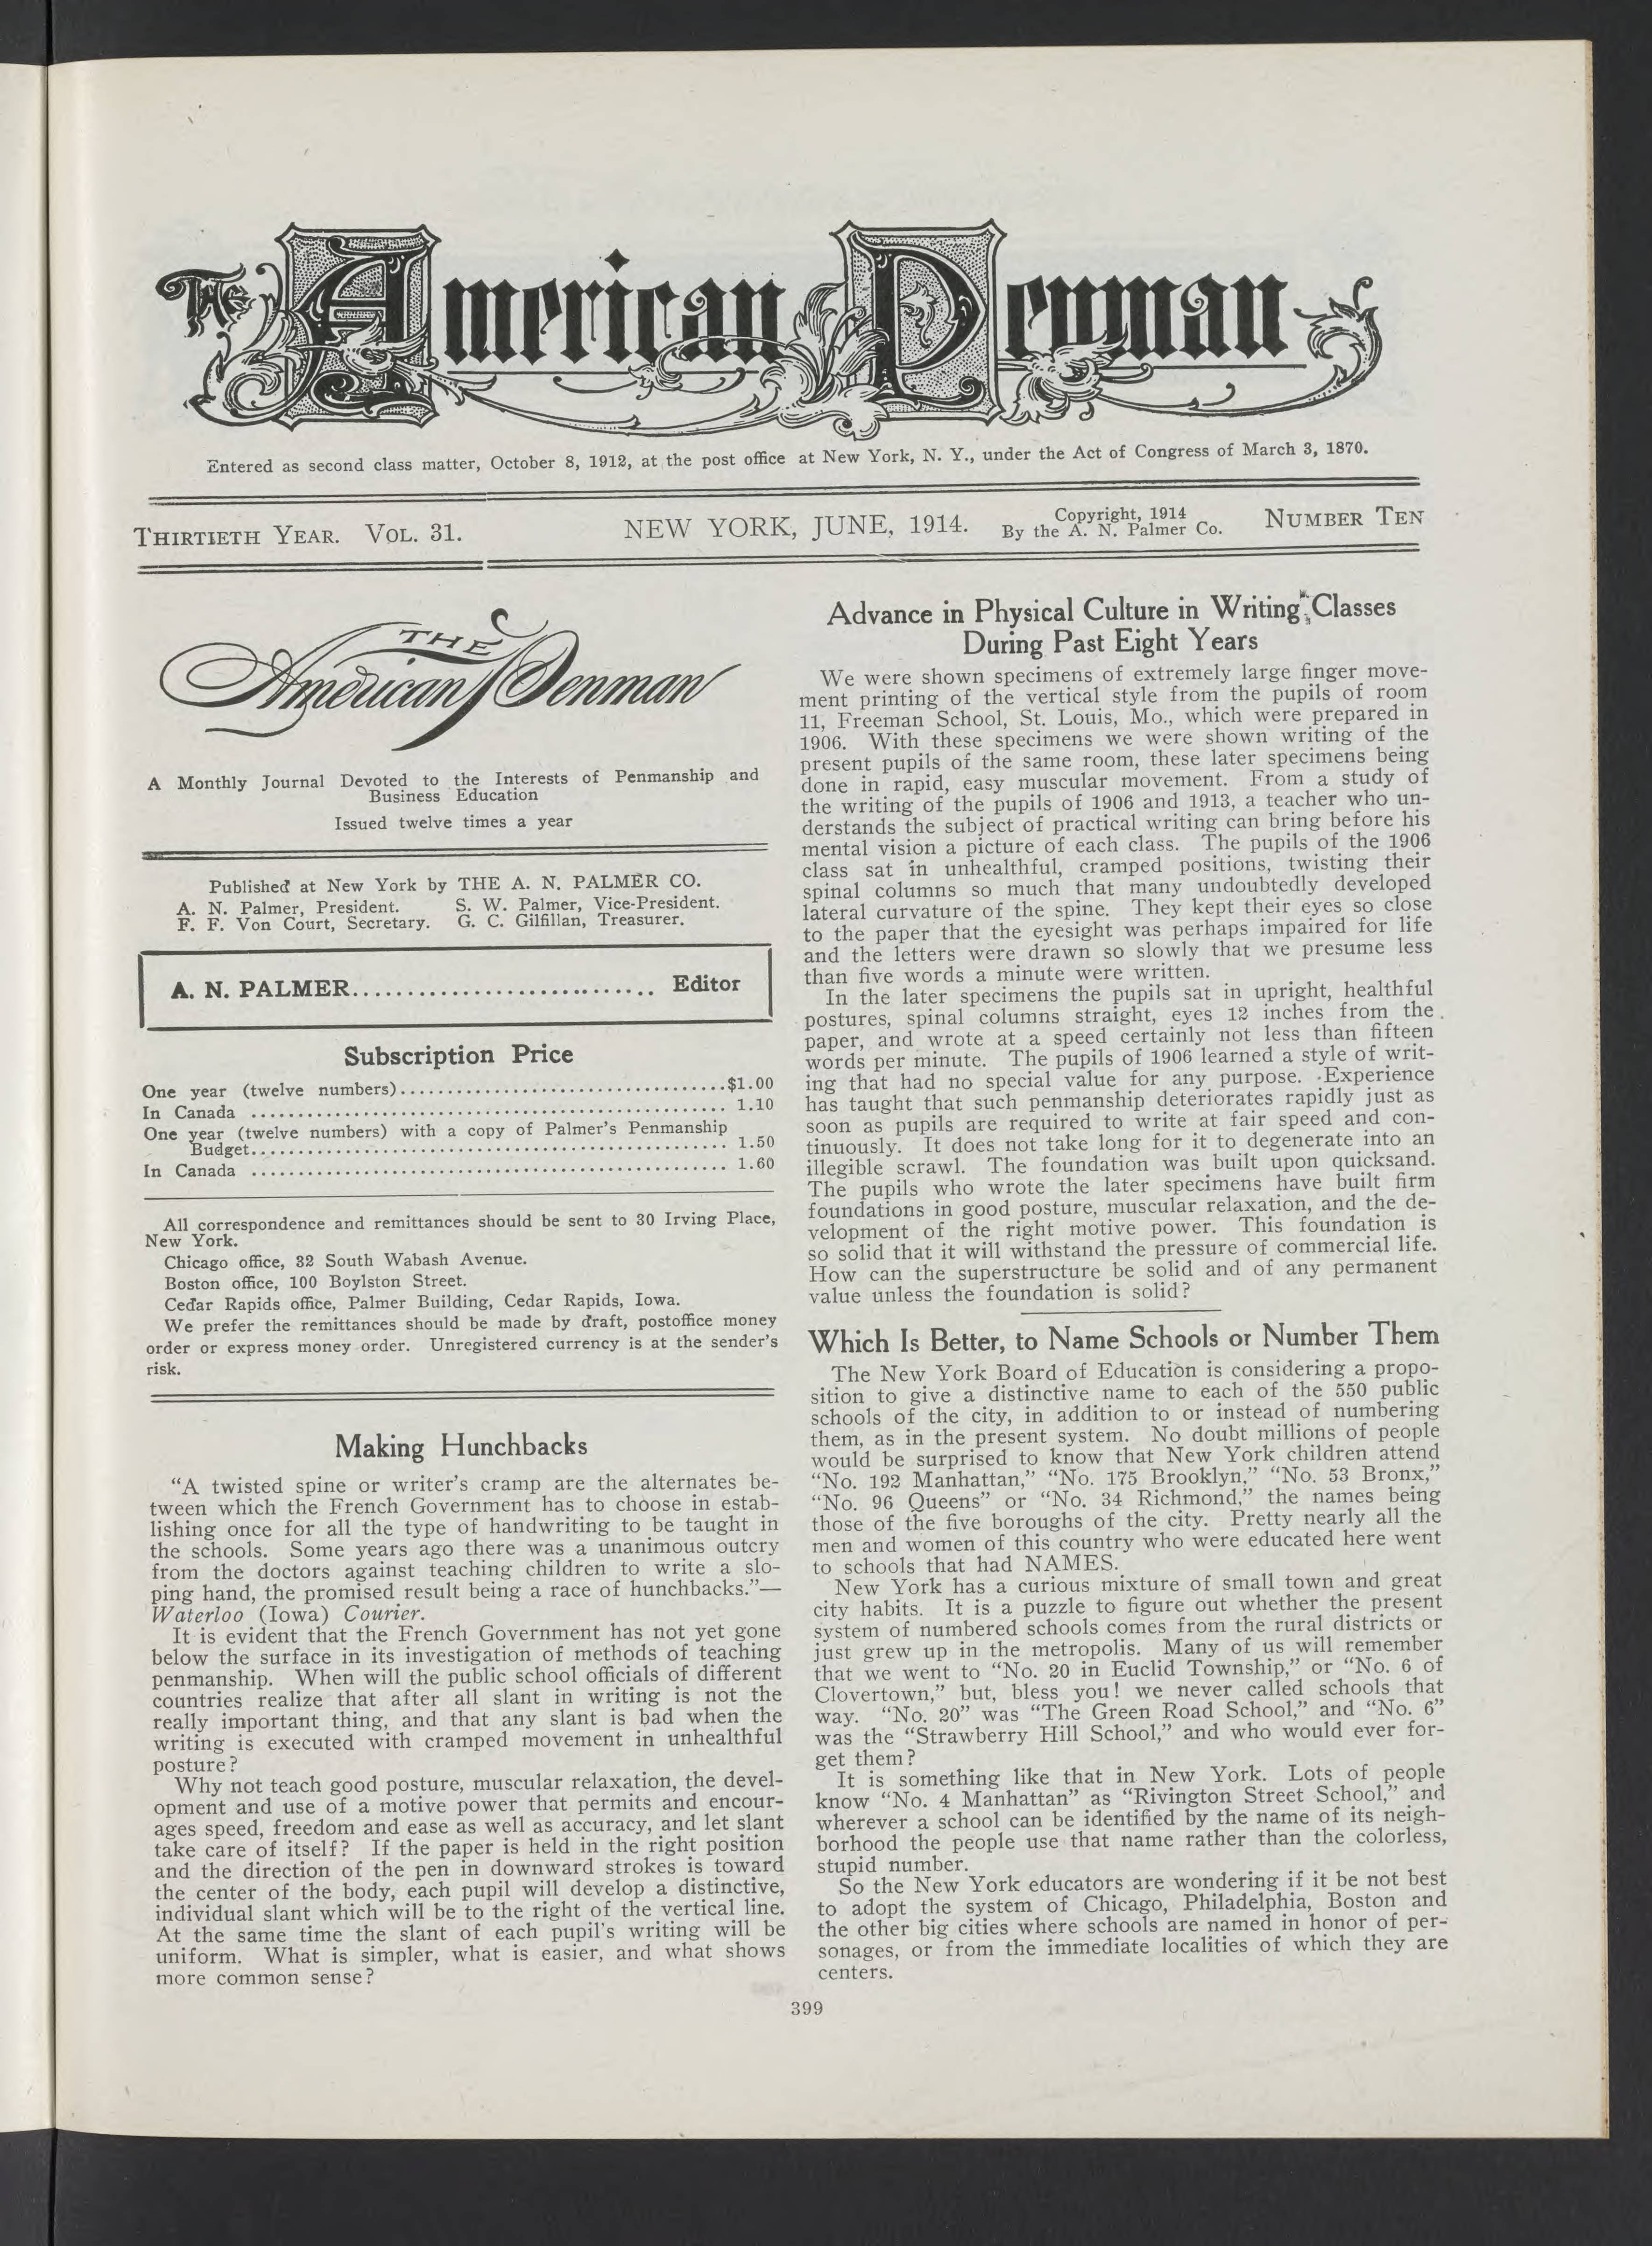 The American Penman
Entered as second class matter, October 8, 1912, at the post office at New York, N. Y., under the Act of Congress of March 3, 1870.
THIRTIETH YEAR. VOL. 31.
NEW YORK, JUNE, 1914.
Copyright, 1914
By the A. N. Palmer Co.
NUMBER TEN
THE
American Penman
A Monthly Journal Devoted to the Interests of Penmanship and
Business Education
Issued twelve times a year
Published at New York by THE A. N. PALMER CO.
A. N. Palmer, President. S. W. Palmer, Vice-President.
F. F. Von Court, Secretary. G. C. Gilfillan, Treasurer.
A. N. PALMER............................. Editor
Subscription Price
One year (twelve numbers)...................................$1.00
In Canada ................................................... 1.10
One year (twelve numbers) with a copy of Palmer's Penmanship
Budget................................................... 1.50
In Canada ................................................... 1.60
All correspondence and remittances should be sent to 30 Irving Place,
New York.
Chicago office, 32 South Wabash Avenue.
Boston office, 100 Boylston Street.
Cedar Rapids office, Palmer Building, Cedar Rapids, Iowa.
We prefer the remittances should be made by draft, postoffice money
order or express money order. Unregistered currency is at the sender's
risk.
Making Hunchbacks
"A twisted spine or writer's cramp are the alternates be-
tween which the French Government has to choose in estab-
lishing once for all the type of handwriting to be taught in
the schools. Some years ago there was a unanimous outcry
from the doctors against teaching children to write a slo-
ping hand, the promised result being a race of hunchbacks."—
Waterloo (Iowa) Courier.
It is evident that the French Government has not yet gone
below the surface in its investigation of methods of teaching
penmanship. When will the public school officials of different
countries realize that after all slant in writing is not the
really important thing, and that any slant is bad when the
writing is executed with cramped movement in unhealthful
posture?
Why not teach good posture, muscular relaxation, the devel-
opment and use of a motive power that permits and encour-
ages speed, freedom and ease as well as accuracy, and let slant
take care of itself? If the paper is held in the right position
and the direction of the pen in downward strokes is toward
the center of the body, each pupil will develop a distinctive,
individual slant which will be to the right of the vertical line.
At the same time the slant of each pupil's writing will be
uniform. What is simpler, what is easier, and what shows
more common sense?
Advance in Physical Culture in Writing Classes
During Past Eight Years
We were shown specimens of extremely large finger move-
ment printing of the vertical style from the pupils of room
11, Freeman School, St. Louis, Mo., which were prepared in
1906. With these specimens we were shown writing of the
present pupils of the same room, these later specimens being
done in rapid, easy muscular movement. From a study of
the writing of the pupils of 1906 and 1913, a teacher who un-
derstands the subject of practical writing can bring before his
mental vision a picture of each class. The pupils of the 1906
class sat in unhealthful, cramped positions, twisting their
spinal columns so much that many undoubtedly developed
lateral curvature of the spine. They kept their eyes so close
to the paper that the eyesight was perhaps impaired for life
and the letters were drawn so slowly that we presume less
than five words a minute were written.
In the later specimens the pupils sat in upright, healthful
postures, spinal columns straight, eyes 12 inches from the
paper, and wrote at a speed certainly not less than fifteen
words per minute. The pupils of 1906 learned a style of writ-
ing that had no special value for any purpose. Experience
has taught that such penmanship deteriorates rapidly just as
soon as pupils are required to write at fair speed and con-
tinuously. It does not take long for it to degenerate into an
illegible scrawl. The foundation was built upon quicksand.
The pupils who wrote the later specimens have built firm
foundations in good posture, muscular relaxation, and the de-
velopment of the right motive power. This foundation is
so solid that it will withstand the pressure of commercial life.
How can the superstructure be solid and of any permanent
value unless the foundation is solid?
Which Is Better, to Name Schools or Number Them
The New York Board of Education is considering a propo-
sition to give a distinctive name to each of the 550 public
schools of the city, in addition to or instead of numbering
them, as in the present system. No doubt millions of people
would be surprised to know that New York children attend
"No. 192 Manhattan," "No. 175 Brooklyn," "No. 53 Bronx,"
"No. 96 Queens" or "No. 34 Richmond," the names being
those of the five boroughs of the city. Pretty nearly all the
men and women of this country who were educated here went
to schools that had NAMES.
New York has a curious mixture of small town and great
city habits. It is a puzzle to figure out whether the present
system of numbered schools comes from the rural districts or
just grew up in the metropolis. Many of us will remember
that we went to "No. 20 in Euclid Township," or "No. 6 of
Clovertown," but, bless you! we never called schools that
way. "No. 20" was "The Green Road School," and "No. 6"
was the "Strawberry Hill School," and who would ever for-
get them?
It is something like that in New York. Lots of people
know "No. 4 Manhattan" as "Rivington Street School," and
wherever a school can be identified by the name of its neigh-
borhood the people use that name rather than the colorless,
stupid number.
So the New York educators are wondering if it be not best
to adopt the system of Chicago, Philadelphia, Boston and
the other big cities where schools are named in honor of per-
sonages, or from the immediate localities of which they are
centers.
399